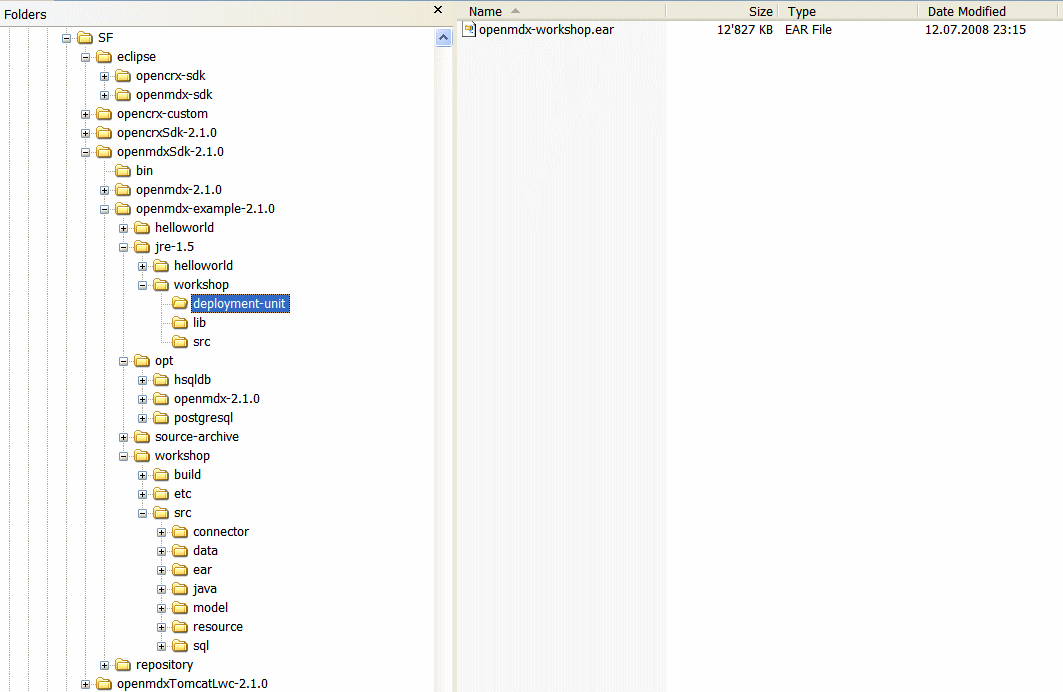 Folders
SF
eclipse
opencrx-sdk
openmdx-sdk
opencrx-custom
opencrxSdk-2.1.0
openmdxSdk-2.1.0
bin
openmdx-2.1.0
openmdx-example-2.1.0
helloworld
jre-1.5
helloworld
workshop
deployment-unit
lib
src
opt
hsqldb
openmdx-2.1.0
postgresql
source-archive
workshop
build
etc
src
connector
data
ear
java
model
resource
sql
repository
openmdxTomcatLwc-2.1.0
Name Size Type Date Modified
openmdx-workshop.ear 12'827 KB EAR File 12.07.2008 23:15